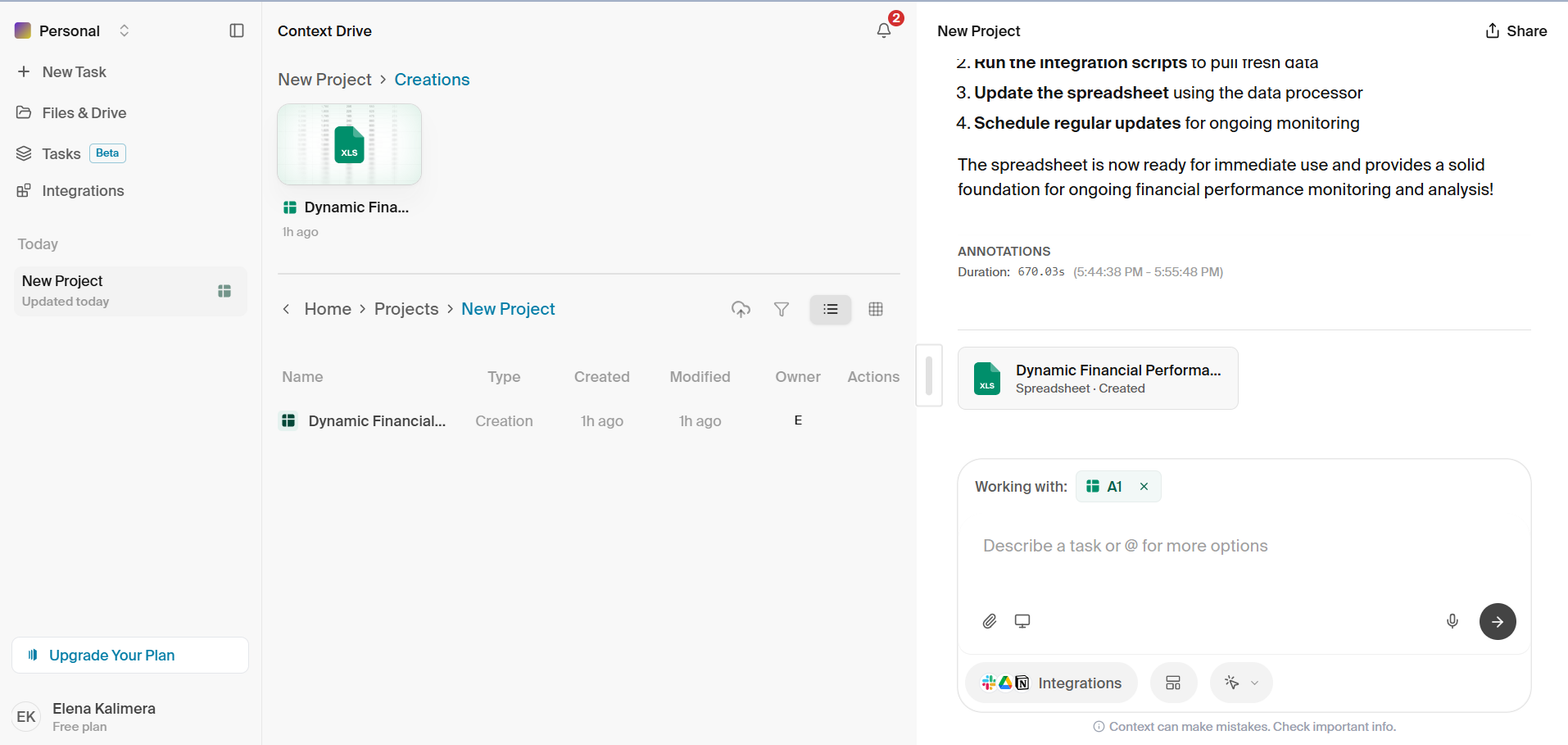 Personal
New Task
Files & Drive
Tasks Beta
Integrations
Today
New Project
Updated today
Upgrade Your Plan
EK
Elena Kalimera
Free plan
Context Drive
2
New Project > Creations
XLS
Dynamic Fina...
1h ago
Home > Projects > New Project
Name Type Created Modified Owner Actions
Dynamic Financial... Creation 1h ago 1h ago E
New Project
Share
2. Run the integration scripts to pull fresh data
3. Update the spreadsheet using the data processor
4. Schedule regular updates for ongoing monitoring
The spreadsheet is now ready for immediate use and provides a solid
foundation for ongoing financial performance monitoring and analysis!
ANNOTATIONS
Duration: 670.03s (5:44:38 PM - 5:55:48 PM)
XLS
Dynamic Financial Performa...
Spreadsheet · Created
Working with: A1 ×
Describe a task or @ for more options
Integrations
Context can make mistakes. Check important info.